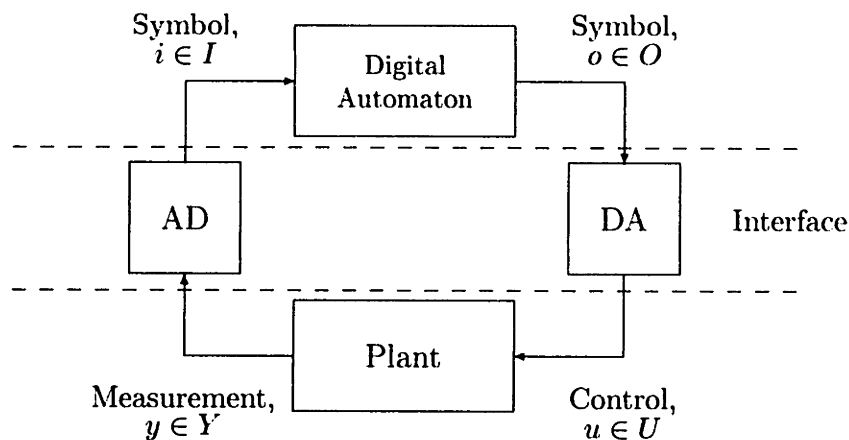 Symbol,
i ∈ I
Digital
Automaton
Symbol,
o ∈ O
AD
DA
Interface
Plant
Measurement,
y ∈ Y
Control,
u ∈ U